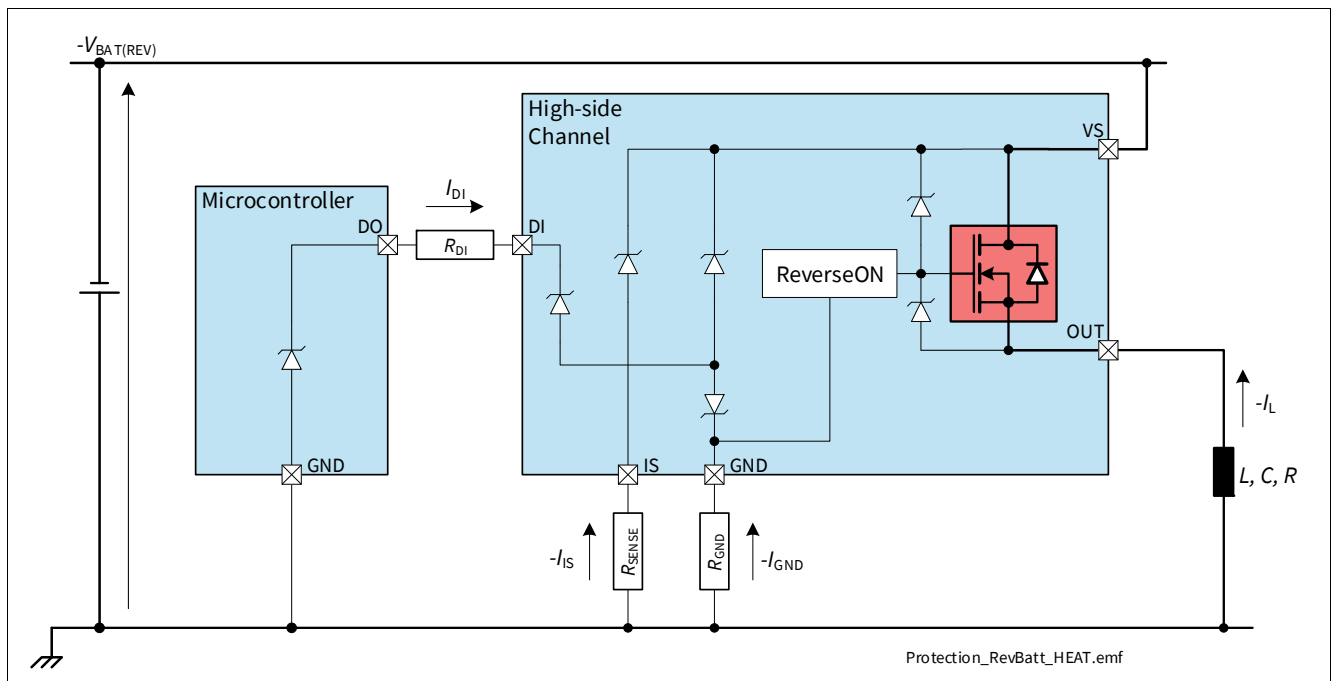 -VBAT(REV)
High-side
Channel
VS
Microcontroller
IDI
DO
RDI
DI
ReverseON
OUT
-IL
GND
IS
GND
L, C, R
-IIS
RSENSE
RGND
-IGND
Protection_RevBatt_HEAT.emf